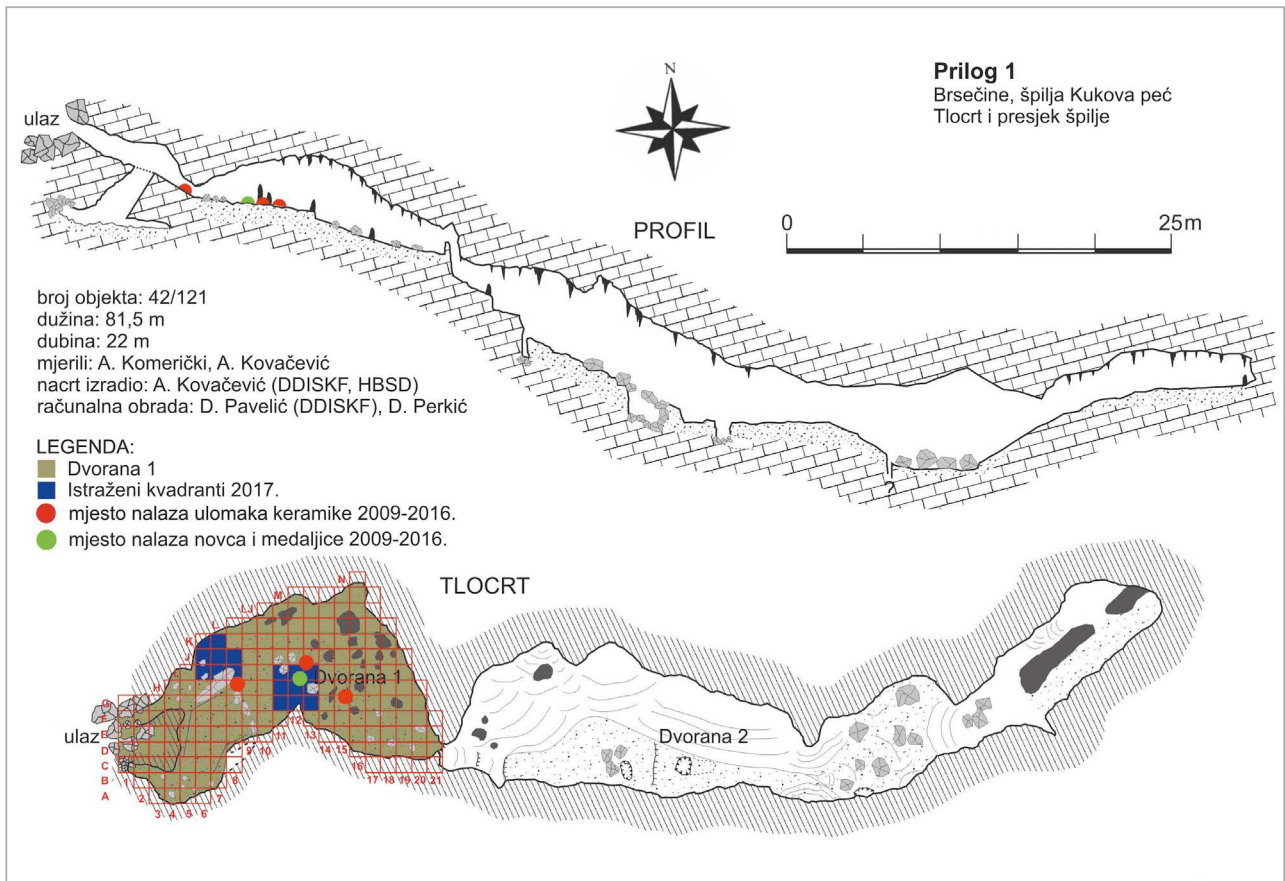 N
Prilog 1
Brsečine, špilja Kukova peć
Tlocrt i presjek špilje
ulaz
PROFIL
0
25m
broj objekta: 42/121
dužina: 81,5 m
dubina: 22 m
mjerili: A. Komerički, A. Kovačević
nacrt izradio: A. Kovačević (DDISKF, HBSD)
računalna obrada: D. Pavelić (DDISKF), D. Perkić
?
LEGENDA:
Dvorana 1
Istraženi kvadranti 2017.
mjesto nalaza ulomaka keramike 2009-2016.
mjesto nalaza novca i medaljice 2009-2016.
TLOCRT
N
M
LJ
L
K
J
I
H
G
F
E
D
C
B
A
ulaz
Dvorana 1
Dvorana 2
1
2
3
4
5
6
7
8
9
10
11
12
13
14
15
16
17
18
19
20
21